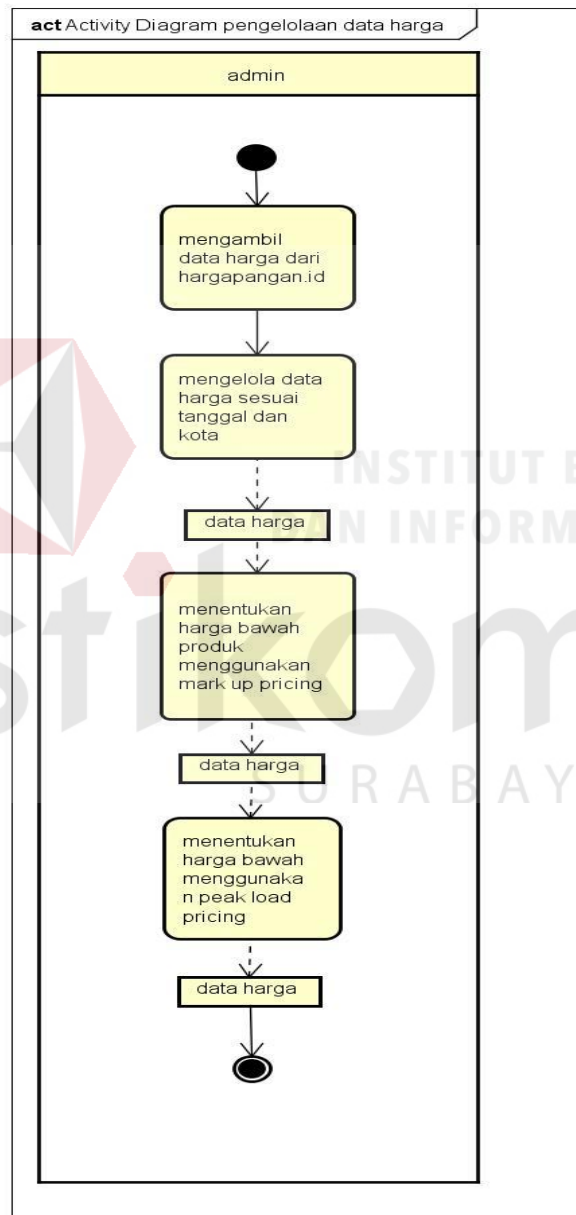 act Activity Diagram pengelolaan data harga
admin
mengambil
data harga dari
hargapangan.id
mengelola data
harga sesuai
tanggal dan
kota
INSTITUT B
data harga
DAN INFORM
menentukan
harga bawah
produk
menggunakan
mark up pricing
stikom
data harga
SURABAY
menentukan
harga bawah
menggunaka
n peak load
pricing
data harga